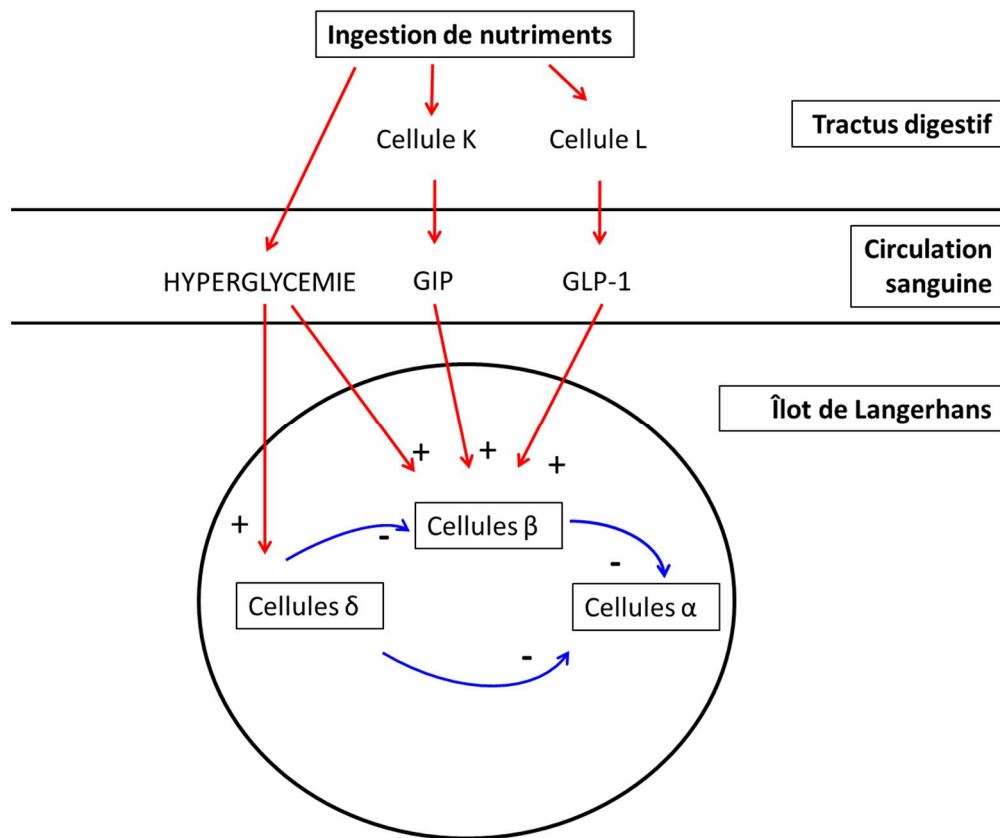 Ingestion de nutriments
Tractus digestif
Cellule K
Cellule L
Circulation
sanguine
HYPERGLYCEMIE
GIP
GLP-1
Îlot de Langerhans
+
+
+
+
Cellules β
-
-
Cellules δ
Cellules α
-